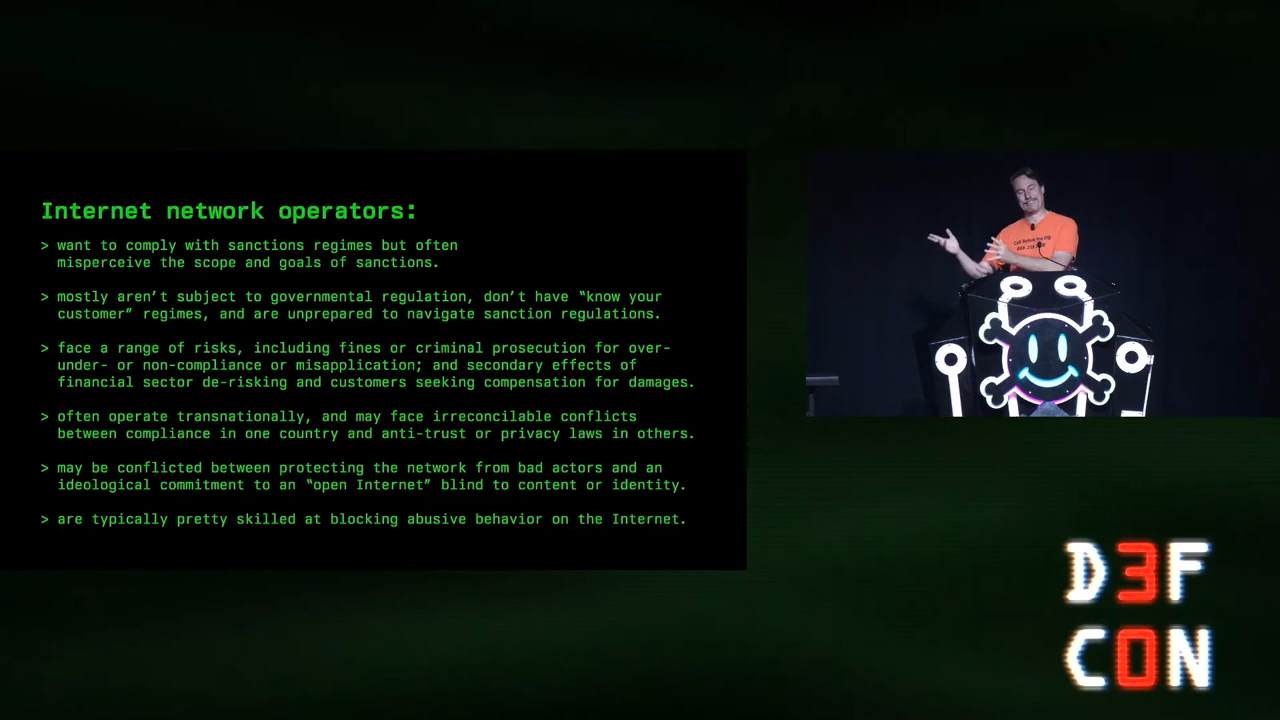 Internet network operators:
> want to comply with sanctions regimes but often
misperceive the scope and goals of sanctions.
> mostly aren't subject to governmental regulation, don't have “know your
customer” regimes, and are unprepared to navigate sanction regulations.
> face a range of risks, including fines or criminal prosecution for over-
under- or non-compliance or misapplication; and secondary effects of
financial sector de-risking and customers seeking compensation for damages.
> often operate transnationally, and may face irreconcilable conflicts
between compliance in one country and anti-trust or privacy laws in others.
> may be conflicted between protecting the network from bad actors and an
ideological commitment to an “open Internet” blind to content or identity.
> are typically pretty skilled at blocking abusive behavior on the Internet.
Call Before You Dig
D3F
C0N